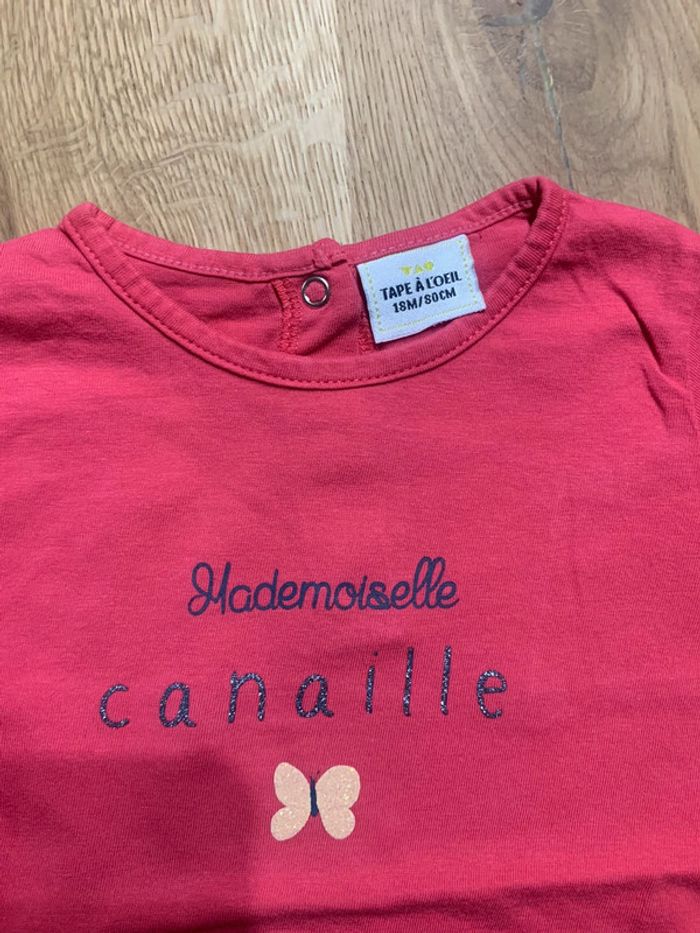 TAO
TAPE À L'OEIL
18M/80CM
Mademoiselle
canaille